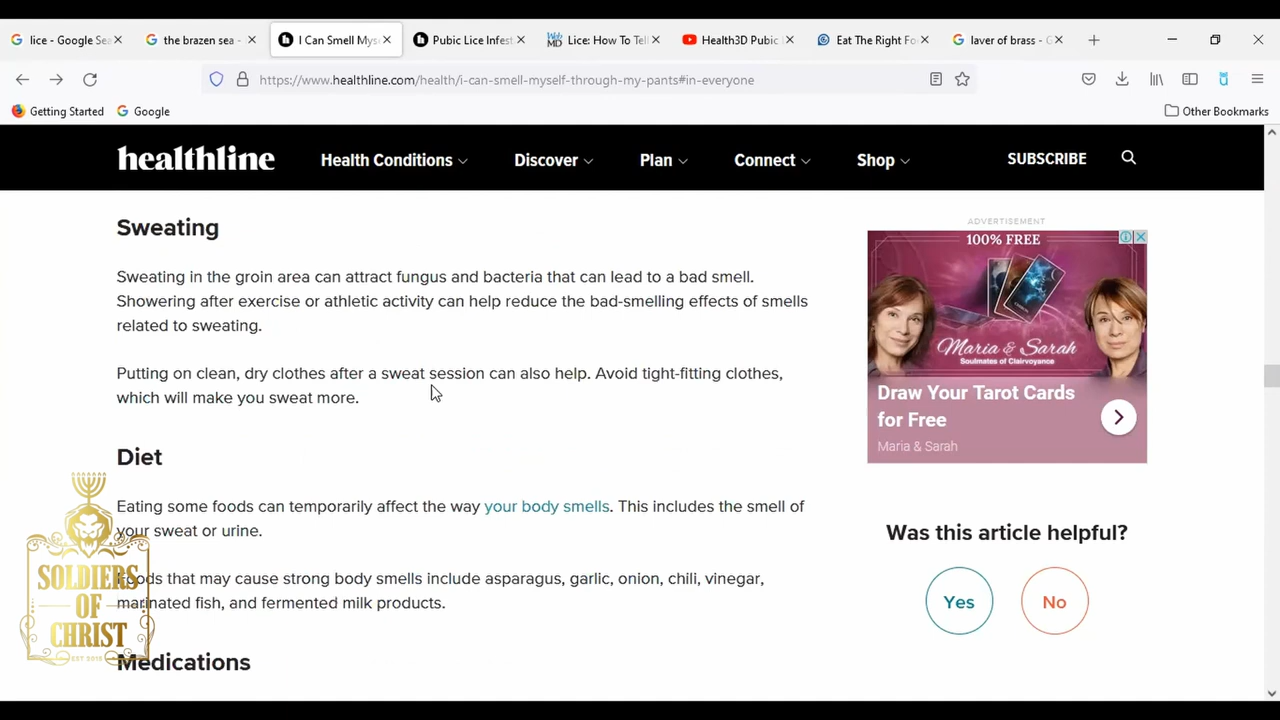 lice - Google Sea
the brazen sea -
I Can Smell Myse
Pubic Lice Infest
Web MD
Lice: How To Tell
Health3D Pubic L
Eat The Right Fo
laver of brass - G
https://www.healthline.com/health/i-can-smell-myself-through-my-pants#in-everyone
Getting Started
Google
Other Bookmarks
healthline
Health Conditions
Discover
Plan
Connect
Shop
SUBSCRIBE
Sweating
Sweating in the groin area can attract fungus and bacteria that can lead to a bad smell.
Showering after exercise or athletic activity can help reduce the bad-smelling effects of smells
related to sweating.
Putting on clean, dry clothes after a sweat session can also help. Avoid tight-fitting clothes,
which will make you sweat more.
Diet
Eating some foods can temporarily affect the way your body smells. This includes the smell of
your sweat or urine.
Foods that may cause strong body smells include asparagus, garlic, onion, chili, vinegar,
marinated fish, and fermented milk products.
Medications
ADVERTISEMENT
100% FREE
Maria & Sarah
Soulmates of Clairvoyance
Draw Your Tarot Cards
for Free
Maria & Sarah
Was this article helpful?
Yes
No
SOLDIERS
OF
CHRIST
EST 2015